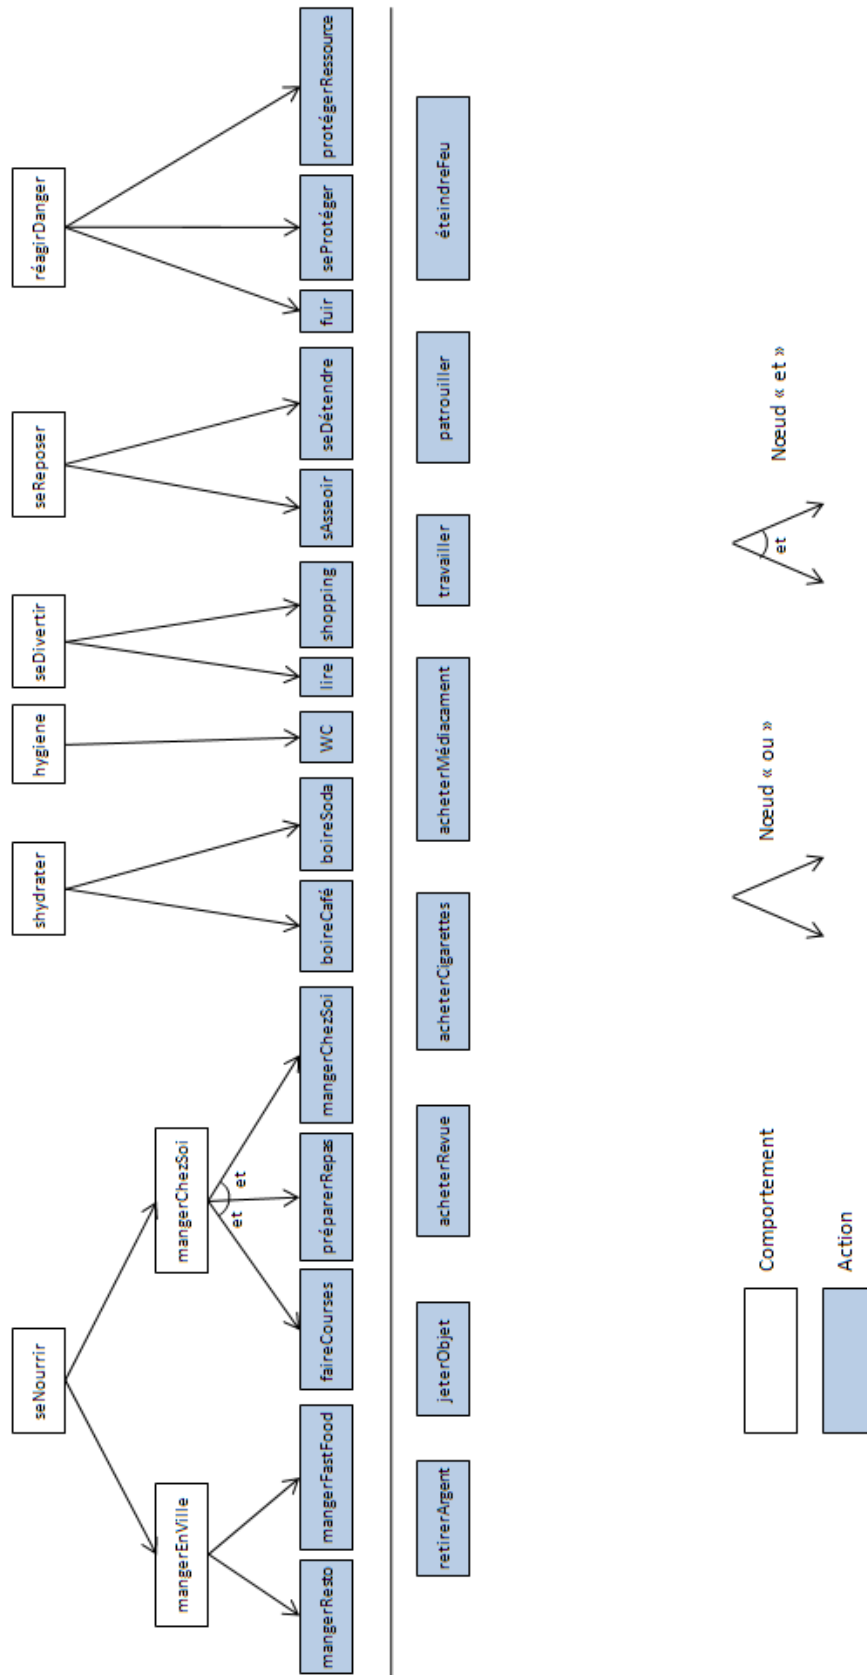 seNourrir
shydrater
hygiene
seDivertir
seReposer
réagirDanger
mangerEnVille
mangerChezSoi
et
et
mangerResto
mangerFastFood
faireCourses
préparerRepas
mangerChezSoi
boireCafé
boireSoda
WC
lire
shopping
sAsseoir
seDétendre
fuir
seProtéger
protégerRessource
retirerArgent
jeterObjet
acheterRevue
acheterCigarettes
acheterMédiacament
travailler
patrouiller
éteindreFeu
Comportement
Action
Nœud « ou »
et
Nœud « et »